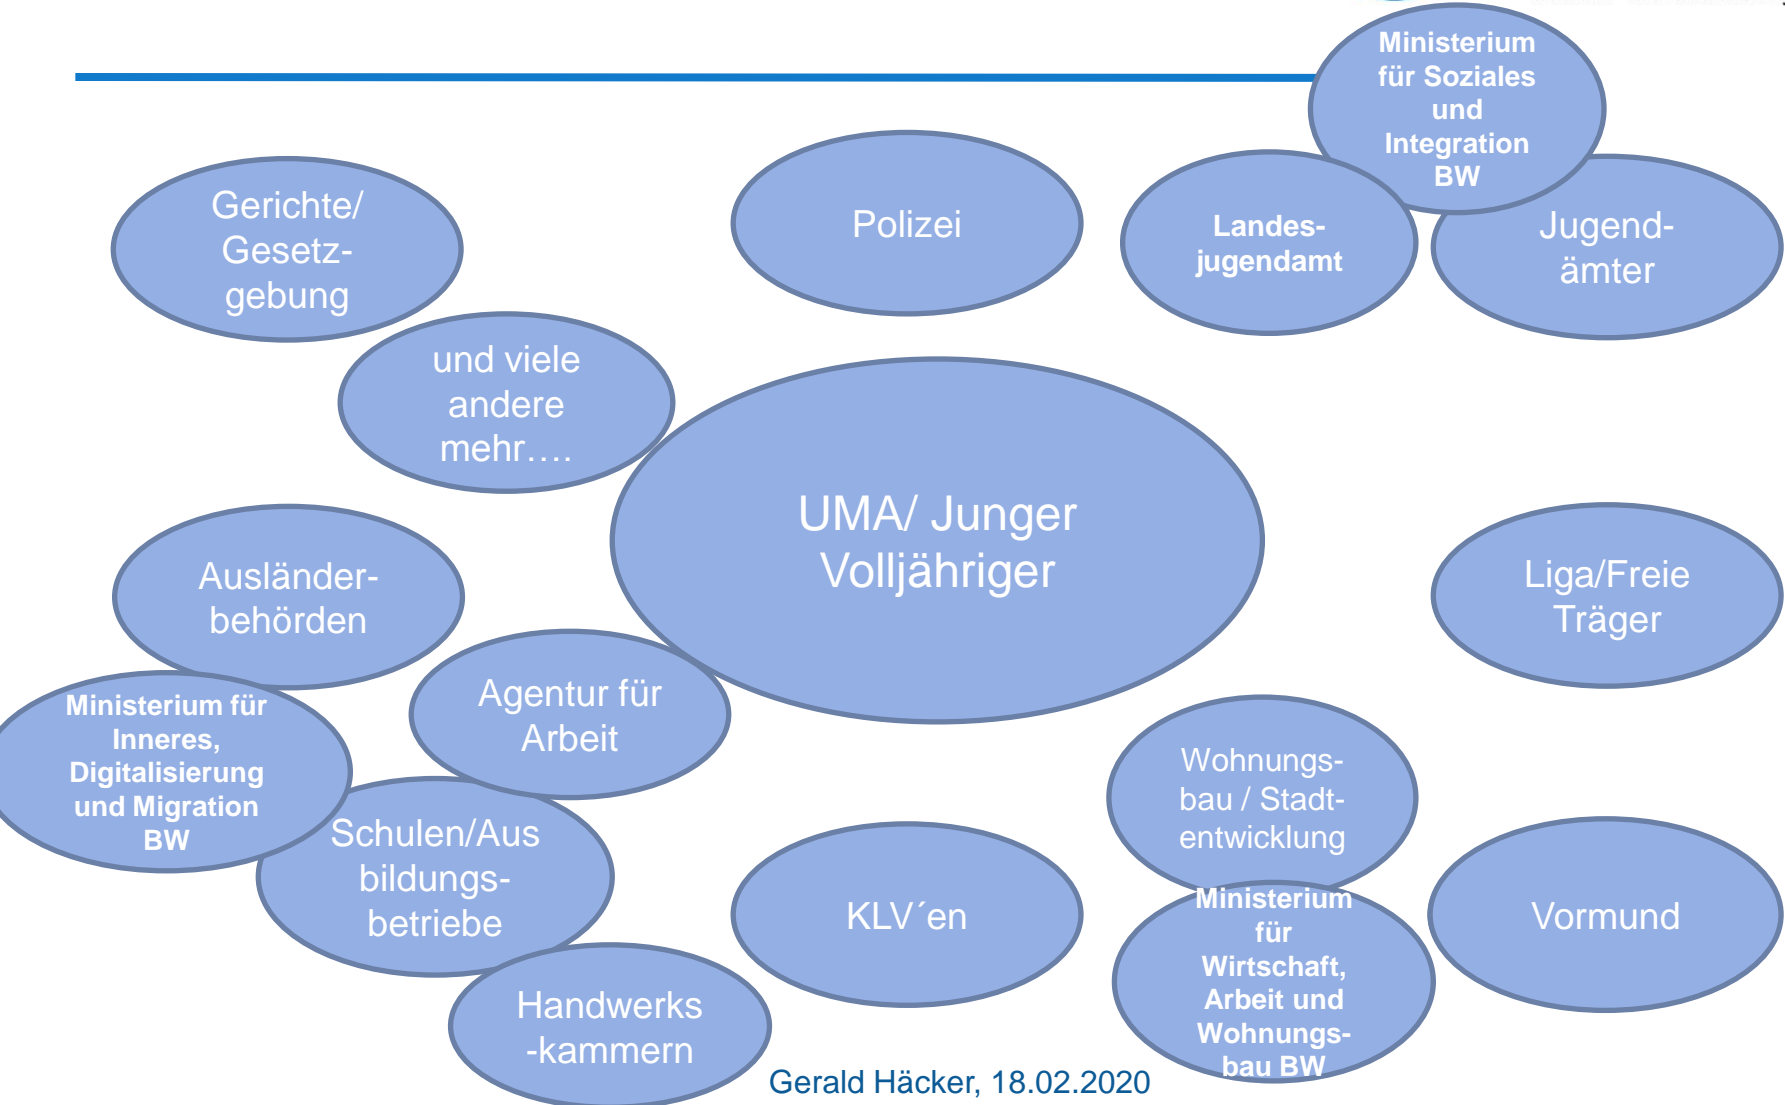 Ministerium
für Soziales
und
Integration
BW
Gerichte/
Gesetz-
gebung
Polizei
Landes-
jugendamt
Jugend-
ämter
und viele
andere
mehr….
UMA/ Junger
Volljähriger
Ausländer-
behörden
Liga/Freie
Träger
Agentur für
Arbeit
Ministerium für
Inneres,
Digitalisierung
und Migration
BW
Wohnungs-
bau / Stadt-
entwicklung
Schulen/Aus
bildungs-
betriebe
KLV´en
Ministerium
für
Wirtschaft,
Arbeit und
Wohnungs-
bau BW
Vormund
Handwerks
-kammern
Gerald Häcker, 18.02.2020